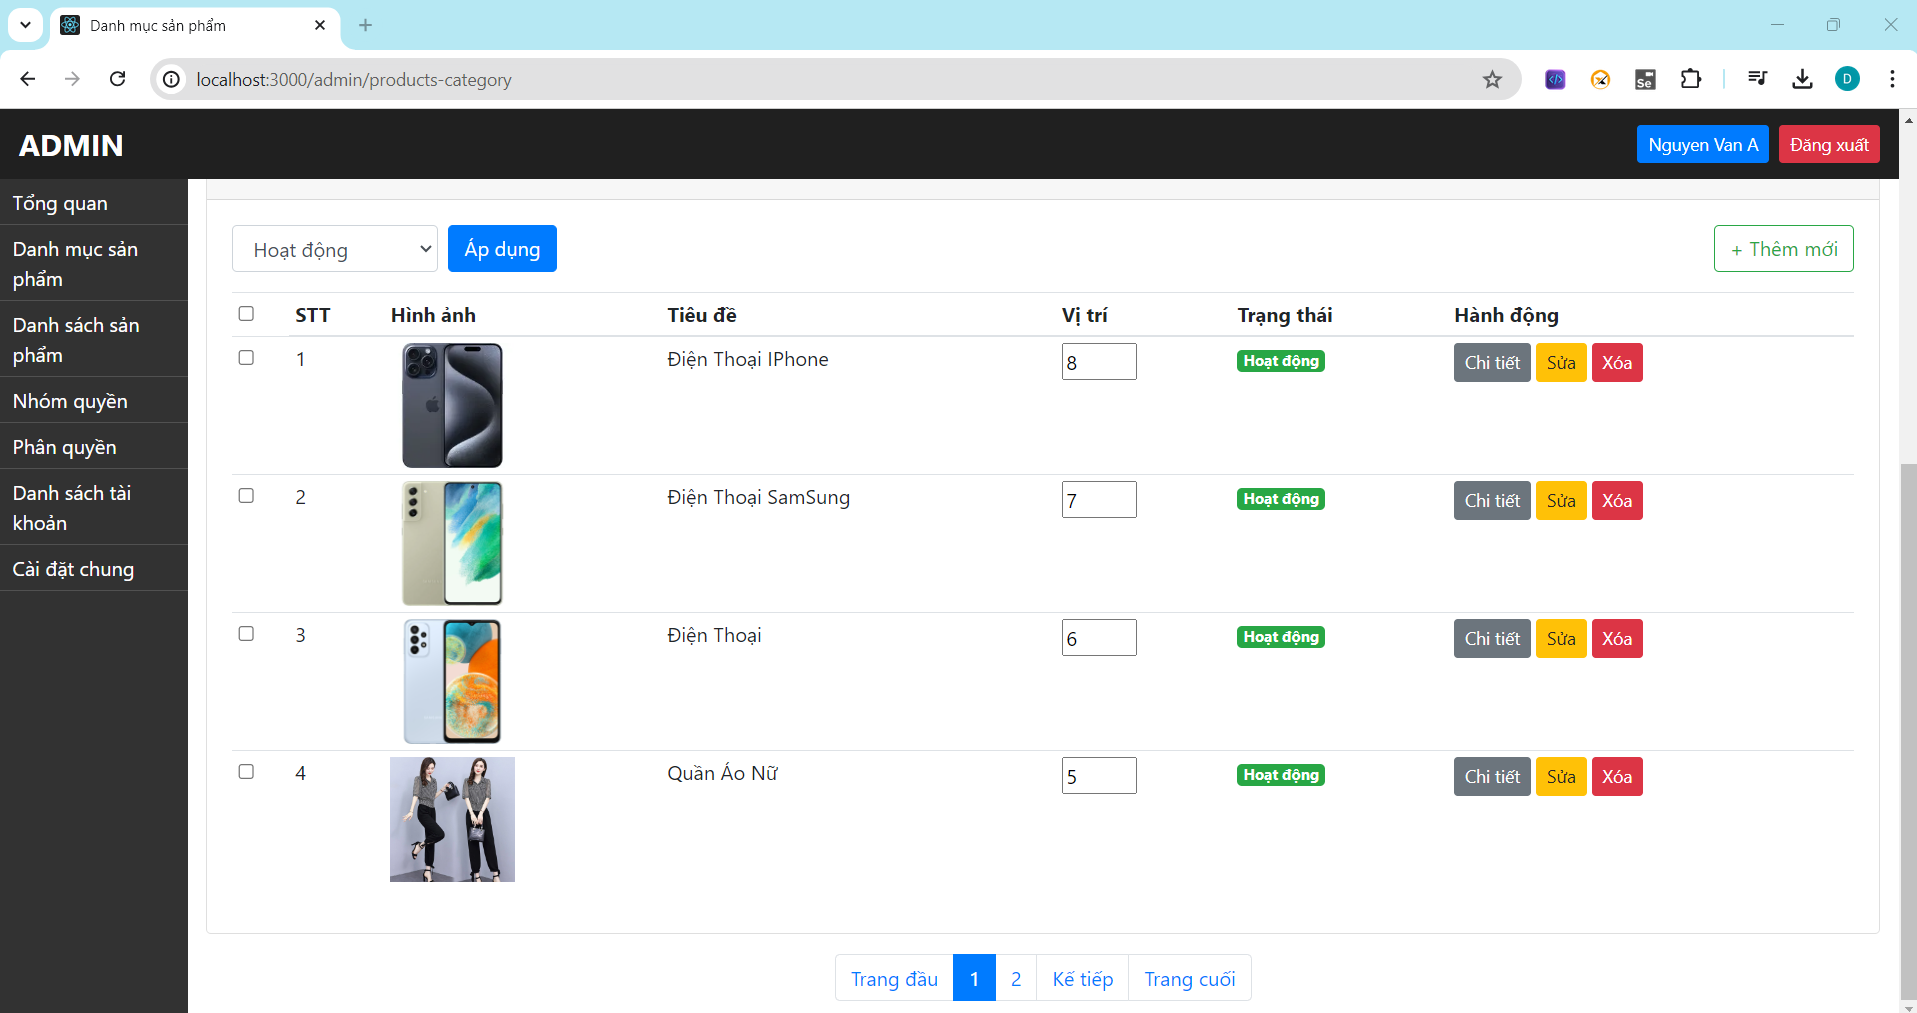 Danh mục sản phẩm
localhost:3000/admin/products-category
D
ADMIN
Nguyen Van A
Đăng xuất
Tổng quan
Danh mục sản
phẩm
Danh sách sản
phẩm
Nhóm quyền
Phân quyền
Danh sách tài
khoản
Cài đặt chung
Hoạt động
Áp dụng
+ Thêm mới
STT Hình ảnh Tiêu đề Vị trí Trạng thái Hành động
1 Điện Thoại IPhone 8 Hoạt động Chi tiết Sửa Xóa
2 Điện Thoại SamSung 7 Hoạt động Chi tiết Sửa Xóa
3 Điện Thoại 6 Hoạt động Chi tiết Sửa Xóa
4 Quần Áo Nữ 5 Hoạt động Chi tiết Sửa Xóa
Trang đầu 1 2 Kế tiếp Trang cuối